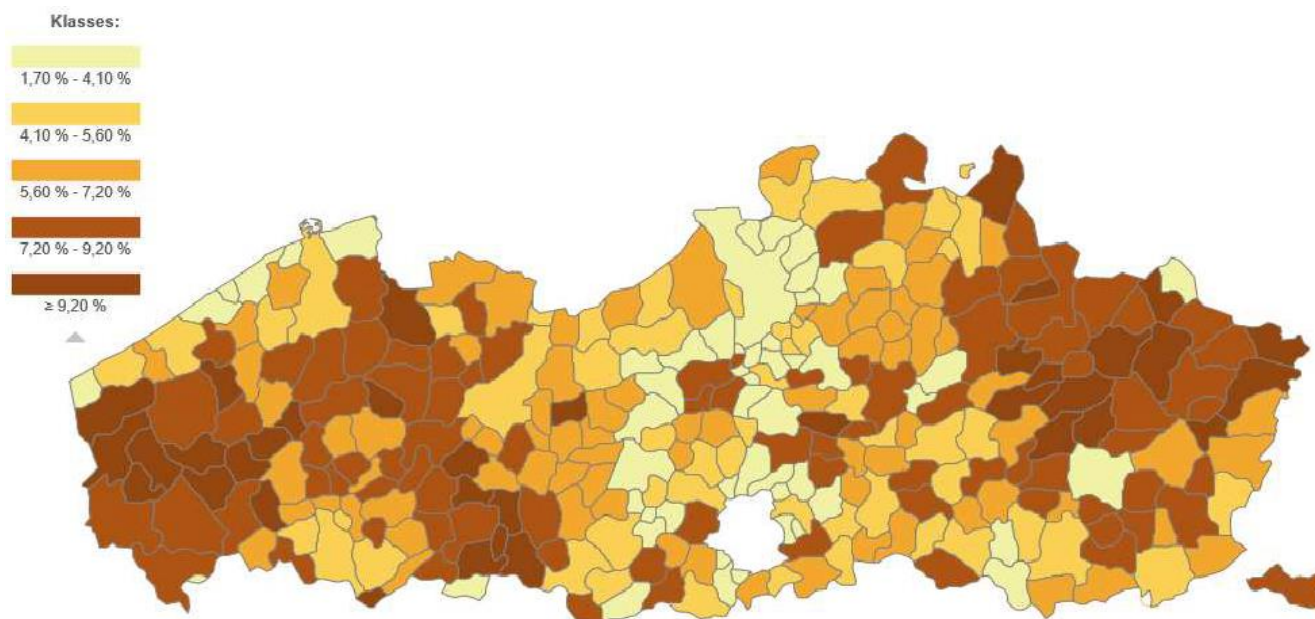 Klasses:
1,70 % - 4,10 %
4,10 % - 5,60 %
5,60 % - 7,20 %
7,20 % - 9,20 %
≥ 9,20 %